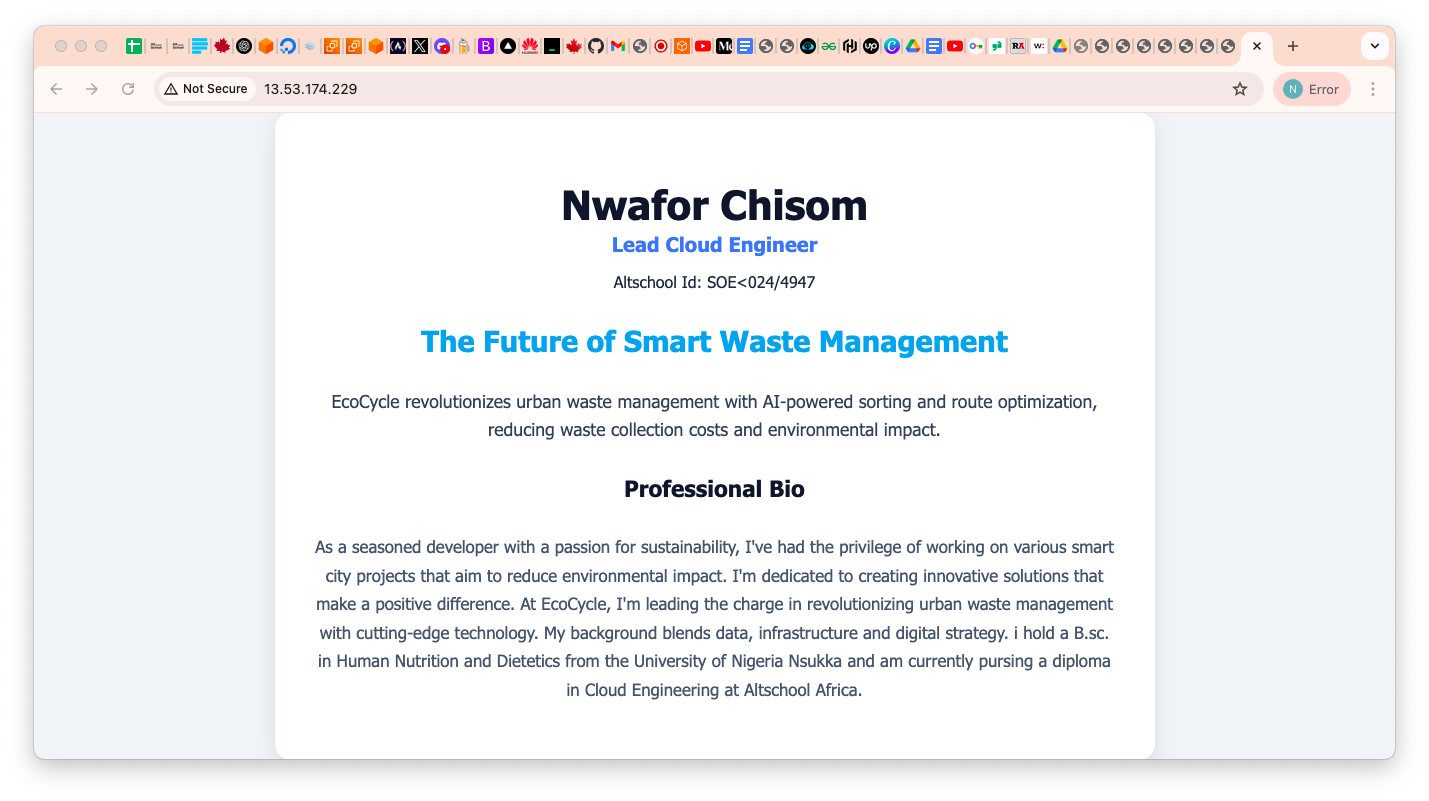 Not Secure 13.53.174.229
N Error
Nwafor Chisom
Lead Cloud Engineer
Altschool Id: SOE<024/4947
The Future of Smart Waste Management
EcoCycle revolutionizes urban waste management with AI-powered sorting and route optimization,
reducing waste collection costs and environmental impact.
Professional Bio
As a seasoned developer with a passion for sustainability, I've had the privilege of working on various smart
city projects that aim to reduce environmental impact. I'm dedicated to creating innovative solutions that
make a positive difference. At EcoCycle, I'm leading the charge in revolutionizing urban waste management
with cutting-edge technology. My background blends data, infrastructure and digital strategy. i hold a B.sc.
in Human Nutrition and Dietetics from the University of Nigeria Nsukka and am currently pursing a diploma
in Cloud Engineering at Altschool Africa.